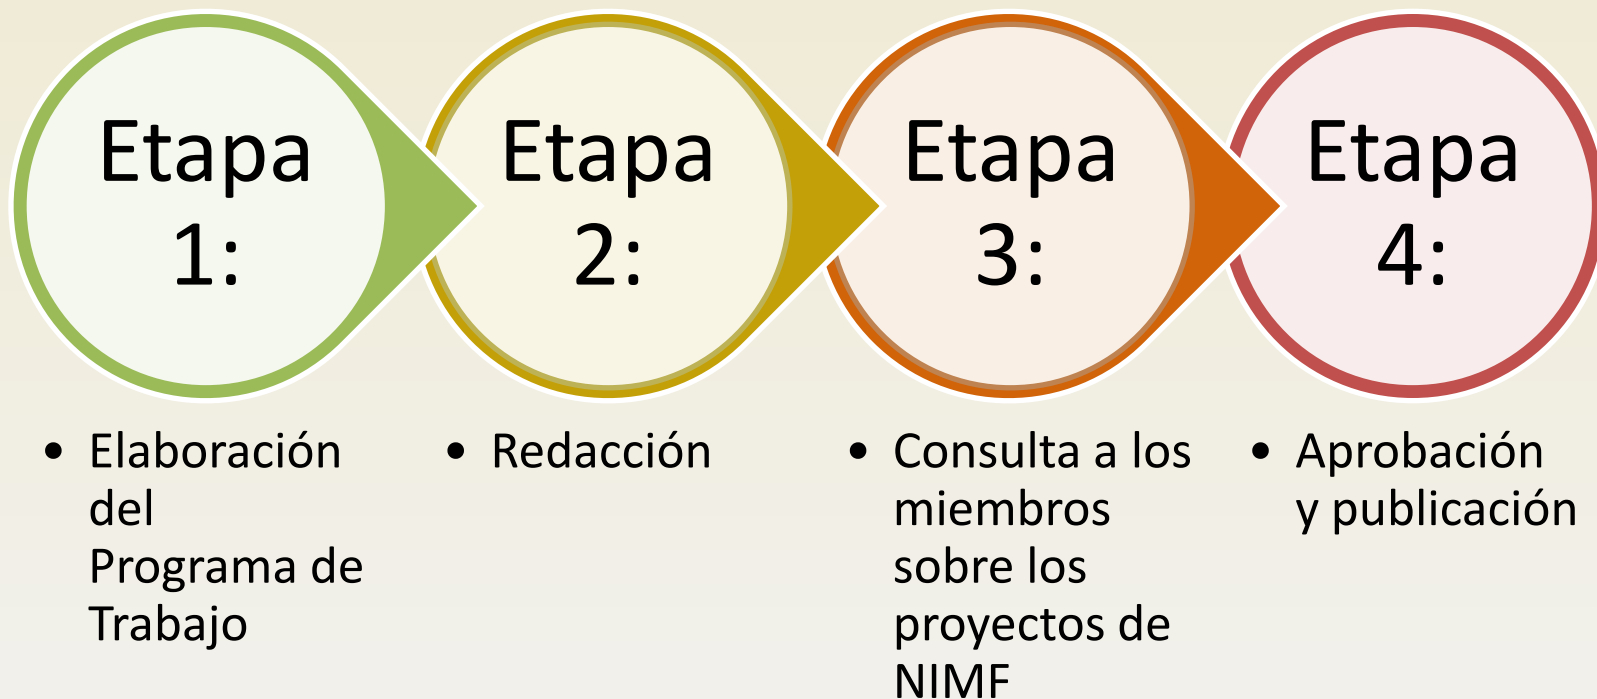 Etapa
1:
• Elaboración
del
Programa de
Trabajo
Etapa
2:
• Redacción
Etapa
3:
• Consulta a los
miembros
sobre los
proyectos de
NIMF
Etapa
4:
• Aprobación
y publicación